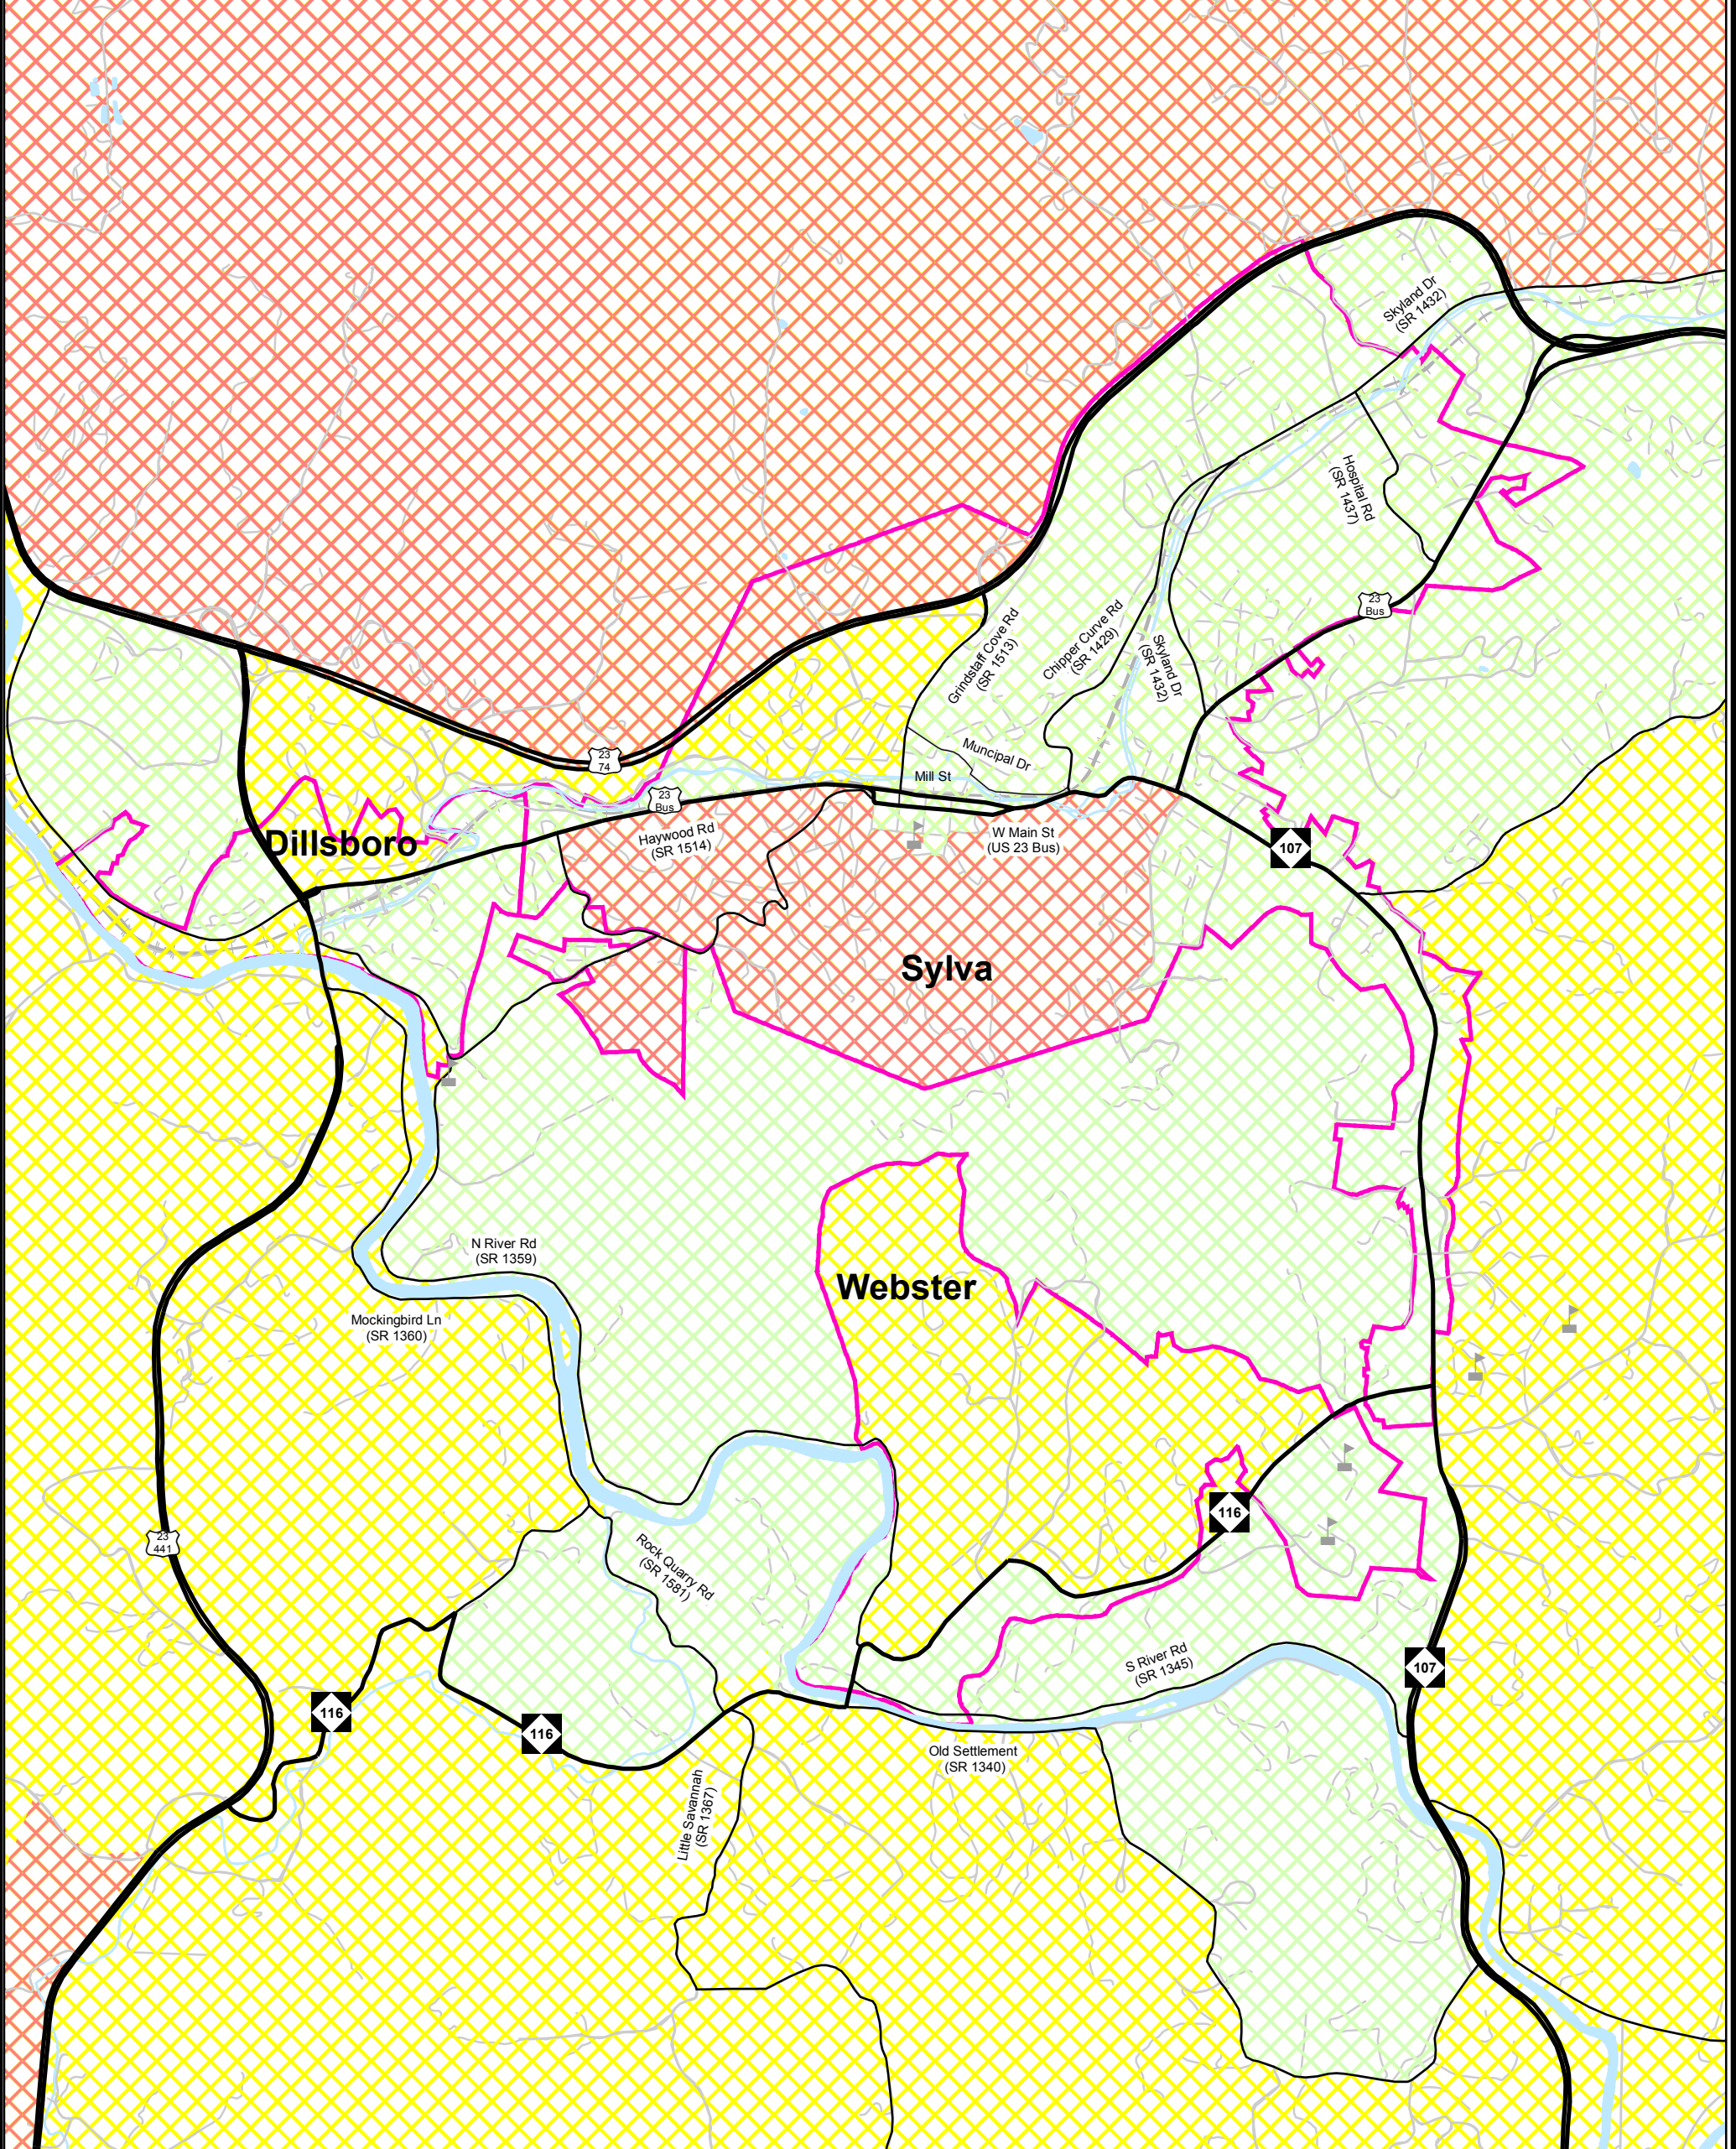 Skyland Dr
(SR 1432)
Hospital Rd
(SR 1437)
23
Bus
Grindstaff Cove Rd
(SR 1513)
Chipper Curve Rd
(SR 1429)
Skyland Dr
(SR 1432)
Muncipal Dr
23
74
Mill St
23
Bus
Haywood Rd
(SR 1514)
W Main St
(US 23 Bus)
Dillsboro
107
Sylva
N River Rd
(SR 1359)
Webster
Mockingbird Ln
(SR 1360)
116
23
441
Rock Quarry Rd
(SR 1581)
S River Rd
(SR 1345)
107
116
116
Old Settlement
(SR 1340)
Little Savannah
(SR 1367)